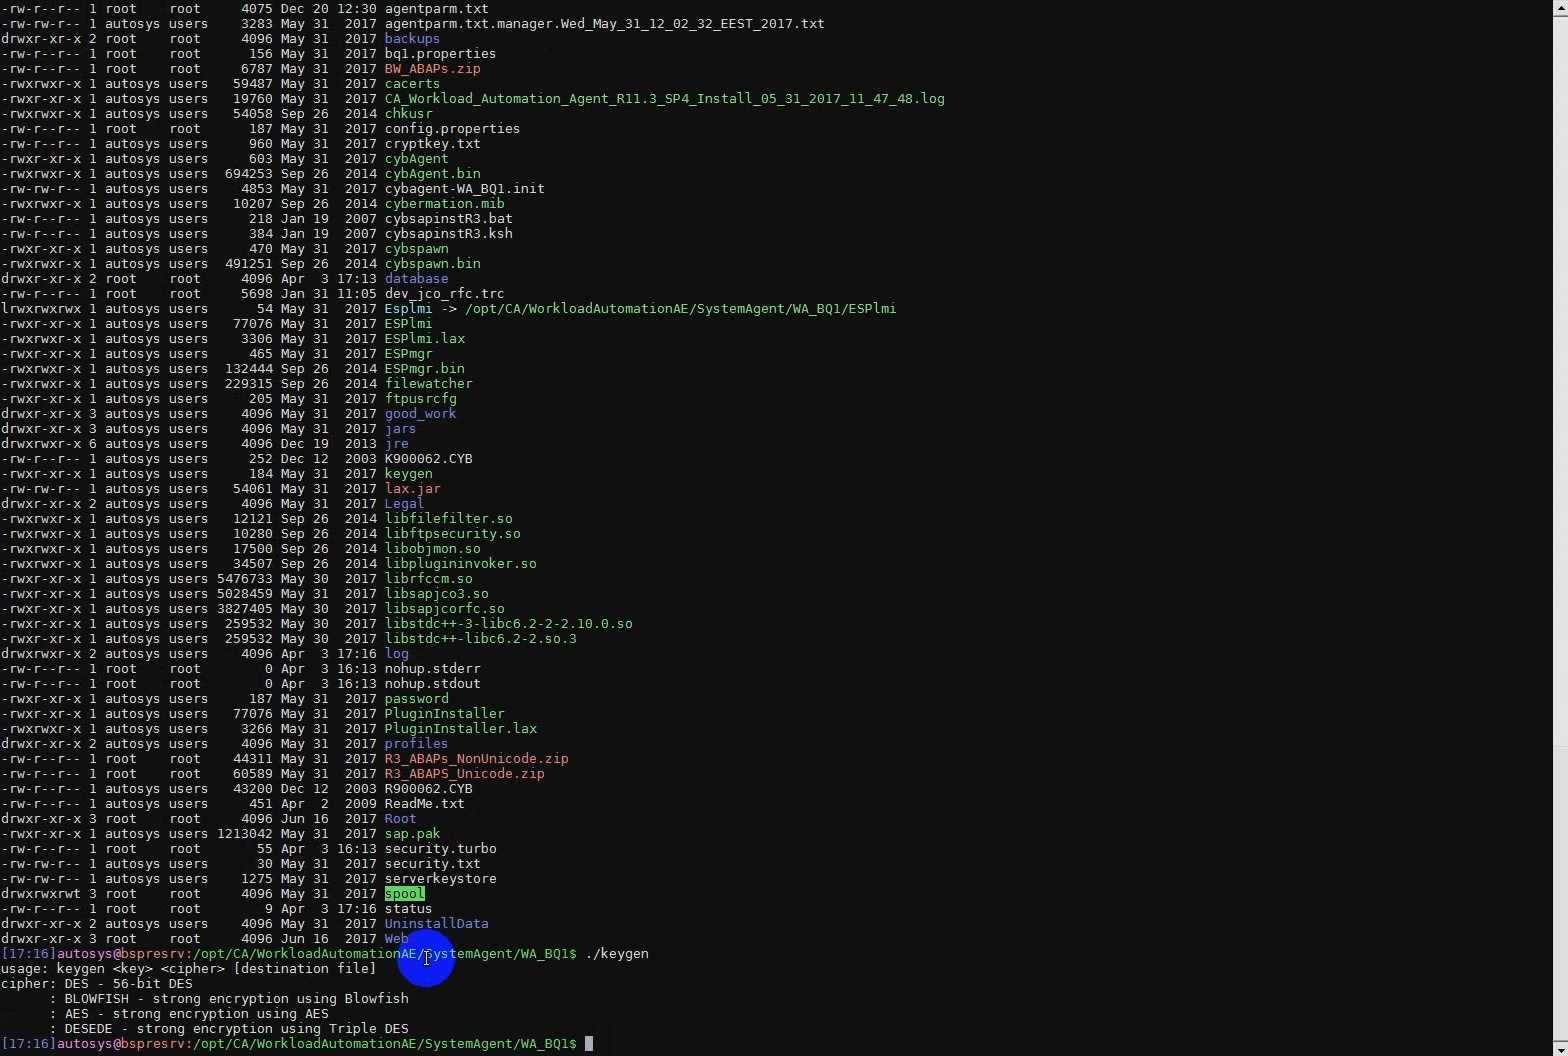 -rw-r--r-- 1 root    root     4075 Dec 20 12:30 agentparm.txt
-rw-r--r-- 1 autosys users    3283 May 31  2017 agentparm.txt.manager.Wed_May_31_12_02_32_EEST_2017.txt
drwxr-xr-x 2 root    root     4096 May 31  2017 backups
-rw-r--r-- 1 root    root      156 May 31  2017 bq1.properties
-rw-r--r-- 1 root    root     6787 May 31  2017 BW_ABAPs.zip
-rwxrwxr-x 1 autosys users   59487 May 31  2017 cacerts
-rwxrwxr-x 1 autosys users   19760 May 31  2017 CA_Workload_Automation_Agent_R11.3_SP4_Install_05_31_2017_11_47_48.log
-rwxrwxr-x 1 autosys users   54058 Sep 26  2014 chkusr
-rw-r--r-- 1 root    root      187 May 31  2017 config.properties
-rw-r--r-- 1 autosys users     960 May 31  2017 cryptkey.txt
-rwxr-xr-x 1 autosys users     603 May 31  2017 cybAgent
-rwxr-xr-x 1 autosys users  694253 Sep 26  2014 cybAgent.bin
-rw-rw-r-- 1 autosys users    4853 May 31  2017 cybagent-WA_BQ1.init
-rwxrwxr-x 1 autosys users   10207 Sep 26  2014 cybermation.mib
-rw-r--r-- 1 autosys users     218 Jan 19  2007 cybsapinstR3.bat
-rw-r--r-- 1 autosys users     384 Jan 19  2007 cybsapinstR3.ksh
-rwxr-xr-x 1 autosys users     470 May 31  2017 cybspawn
-rwxrwxr-x 1 autosys users  491251 Sep 26  2014 cybspawn.bin
drwxr-xr-x 2 root    root     4096 Apr  3 17:13 database
-rw-r--r-- 1 root    root     5698 Jan 31 11:05 dev_jco_rfc.trc
lrwxrwxrwx 1 autosys users      54 May 31  2017 Esplmi -> /opt/CA/WorkloadAutomationAE/SystemAgent/WA_BQ1/ESPlmi
-rwxr-xr-x 1 autosys users   77076 May 31  2017 ESPlmi
-rwxr-xr-x 1 autosys users    3306 May 31  2017 ESPlmi.lax
-rwxr-xr-x 1 autosys users     465 May 31  2017 ESPmgr
-rwxrwxr-x 1 autosys users  132444 Sep 26  2014 ESPmgr.bin
-rwxrwxr-x 1 autosys users  229315 Sep 26  2014 filewatcher
-rwxr-xr-x 1 autosys users     205 May 31  2017 ftpusrcfg
drwxr-xr-x 3 root    root     4096 May 31  2017 good_work
drwxr-xr-x 3 autosys users    4096 May 31  2017 jars
drwxrwxr-x 6 autosys users    4096 Dec 19  2013 jre
-rw-r--r-- 1 autosys users     252 Dec 12  2003 K900062.CYB
-rwxr-xr-x 1 autosys users     184 May 31  2017 keygen
-rw-rw-r-- 1 autosys users   54061 May 31  2017 lax.jar
drwxr-xr-x 2 autosys users    4096 May 31  2017 Legal
-rwxrwxr-x 1 autosys users   12121 Sep 26  2014 libfilefilter.so
-rwxrwxr-x 1 autosys users   10280 Sep 26  2014 libftpsecurity.so
-rwxrwxr-x 1 autosys users   17500 Sep 26  2014 libobjmon.so
-rwxrwxr-x 1 autosys users   34507 Sep 26  2014 libplugininvoker.so
-rwxr-xr-x 1 autosys users 5476733 May 30  2017 librfccm.so
-rwxr-xr-x 1 autosys users 5028459 May 31  2017 libsapjco3.so
-rwxr-xr-x 1 autosys users 3827405 May 30  2017 libsapjcorfc.so
-rwxr-xr-x 1 autosys users  259532 May 30  2017 libstdc++-3-libc6.2-2-2.10.0.so
-rwxr-xr-x 1 autosys users  259532 May 30  2017 libstdc++-libc6.2-2.so.3
drwxrwxr-x 2 autosys users    4096 Apr  3 17:16 log
-rw-r--r-- 1 root    root        0 Apr  3 16:13 nohup.stderr
-rw-r--r-- 1 root    root        0 Apr  3 16:13 nohup.stdout
-rwxr-xr-x 1 autosys users     187 May 31  2017 password
-rwxr-xr-x 1 autosys users   77076 May 31  2017 PluginInstaller
-rwxr-xr-x 1 autosys users    3266 May 31  2017 PluginInstaller.lax
drwxr-xr-x 2 autosys users    4096 May 31  2017 profiles
-rw-r--r-- 1 root    root    44311 May 31  2017 R3_ABAPs_NonUnicode.zip
-rw-r--r-- 1 root    root    60589 May 31  2017 R3_ABAPS_Unicode.zip
-rw-r--r-- 1 autosys users   43200 Dec 12  2003 R900062.CYB
-rw-r--r-- 1 autosys users     451 Apr  2  2009 ReadMe.txt
drwxr-xr-x 3 root    root     4096 Jun 16  2017 Root
-rwxr-xr-x 1 autosys users 1213042 May 31  2017 sap.pak
-rw-r--r-- 1 root    root       55 Apr  3 16:13 security.turbo
-rw-rw-r-- 1 autosys users      30 May 31  2017 security.txt
-rw-rw-r-- 1 autosys users    1275 May 31  2017 serverkeystore
drwxrwxrwt 3 root    root     4096 May 31  2017 spool
-rw-r--r-- 1 root    root        9 Apr  3 17:16 status
drwxr-xr-x 2 autosys users    4096 May 31  2017 UninstallData
drwxr-xr-x 3 root    root     4096 Jun 16  2017 Web
[17:16]autosys@bspresrv:/opt/CA/WorkloadAutomationAE/SystemAgent/WA_BQ1$ ./keygen
usage: keygen <key> <cipher> [destination file]
cipher: DES - 56-bit DES
      : BLOWFISH - strong encryption using Blowfish
      : AES - strong encryption using AES
      : DESEDE - strong encryption using Triple DES
[17:16]autosys@bspresrv:/opt/CA/WorkloadAutomationAE/SystemAgent/WA_BQ1$